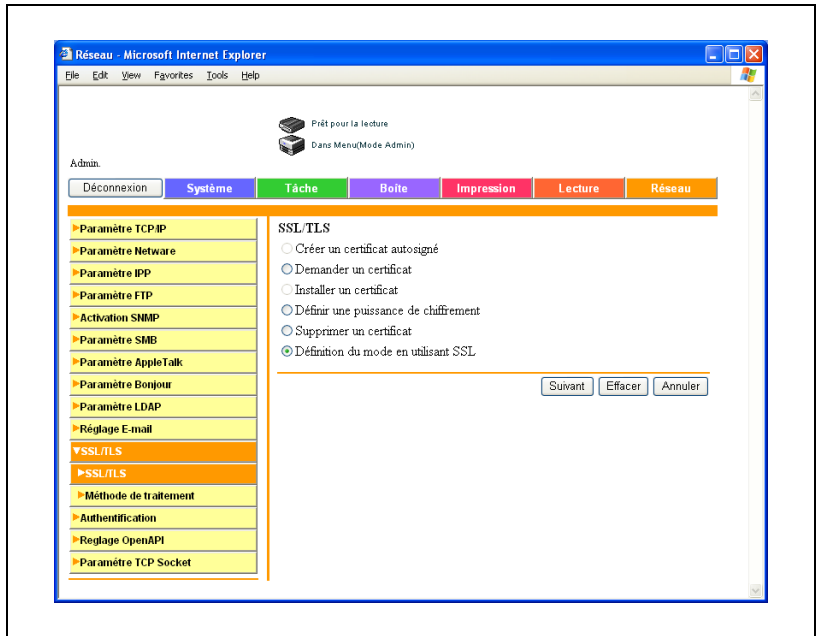 Réseau - Microsoft Internet Explorer
File Edit View Favorites Tools Help
Prêt pour la lecture
Dans Menu(Mode Admin)
Admin.
Déconnexion Système Tâche Boîte Impression Lecture Réseau
Paramètre TCP/IP
Paramètre Netware
Paramètre IPP
Paramètre FTP
Activation SNMP
Paramètre SMB
Paramètre AppleTalk
Paramètre Bonjour
Paramètre LDAP
Réglage E-mail
SSL/TLS
SSL/TLS
Méthode de traitement
Authentification
Reglage OpenAPI
Paramétre TCP Socket
SSL/TLS
Créer un certificat autosigné
Demander un certificat
Installer un certificat
Définir une puissance de chiffrement
Supprimer un certificat
Définition du mode en utilisant SSL
Suivant Effacer Annuler